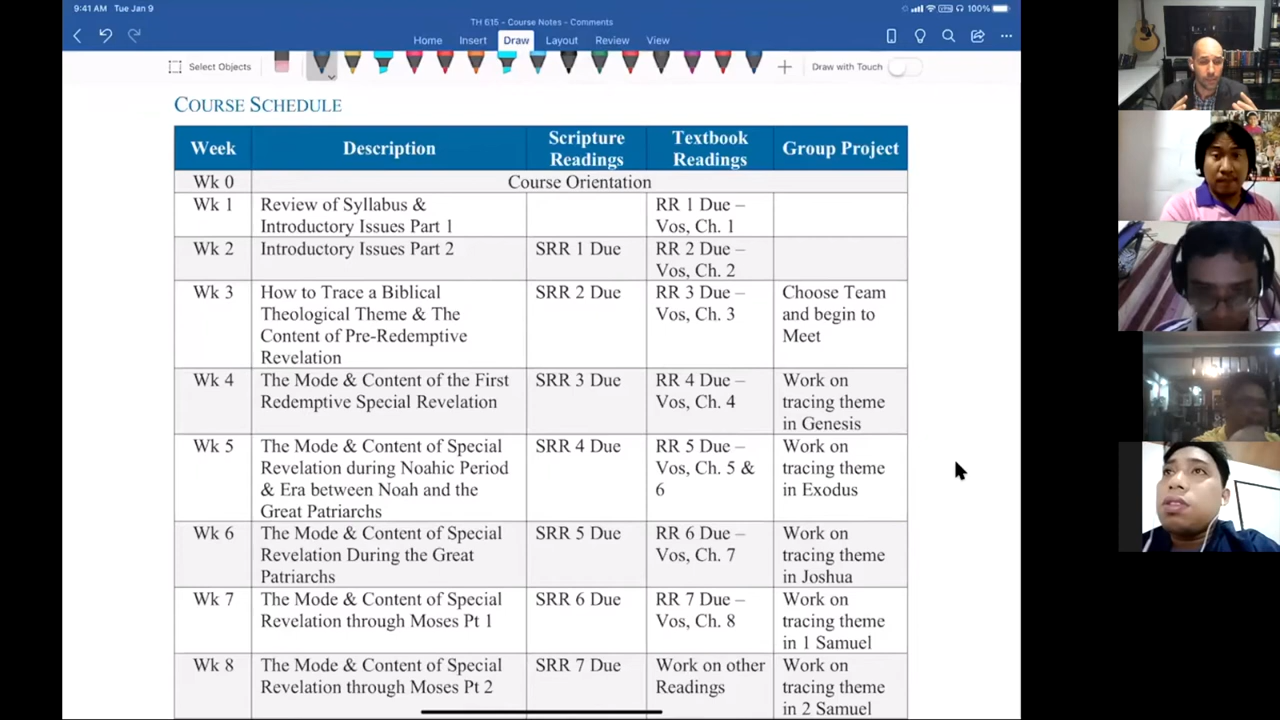 9:41 AM Tue Jan 9
100%
TH 615 - Course Notes - Comments
Home Insert Draw Layout Review View
Select Objects
Draw with Touch
COURSE SCHEDULE
Week Description Scripture Readings Textbook Readings Group Project
Wk 0 Course Orientation
Wk 1 Review of Syllabus & RR 1 Due –
Introductory Issues Part 1 Vos, Ch. 1
Wk 2 Introductory Issues Part 2 SRR 1 Due RR 2 Due –
Vos, Ch. 2
Wk 3 How to Trace a Biblical SRR 2 Due RR 3 Due – Choose Team
Theological Theme & The Vos, Ch. 3 and begin to
Content of Pre-Redemptive Meet
Revelation
Wk 4 The Mode & Content of the First SRR 3 Due RR 4 Due – Work on
Redemptive Special Revelation Vos, Ch. 4 tracing theme
in Genesis
Wk 5 The Mode & Content of Special SRR 4 Due RR 5 Due – Work on
Revelation during Noahic Period Vos, Ch. 5 & tracing theme
& Era between Noah and the 6 in Exodus
Great Patriarchs
Wk 6 The Mode & Content of Special SRR 5 Due RR 6 Due – Work on
Revelation During the Great Vos, Ch. 7 tracing theme
Patriarchs in Joshua
Wk 7 The Mode & Content of Special SRR 6 Due RR 7 Due – Work on
Revelation through Moses Pt 1 Vos, Ch. 8 tracing theme
in 1 Samuel
Wk 8 The Mode & Content of Special SRR 7 Due Work on other Work on
Revelation through Moses Pt 2 Readings tracing theme
in 2 Samuel